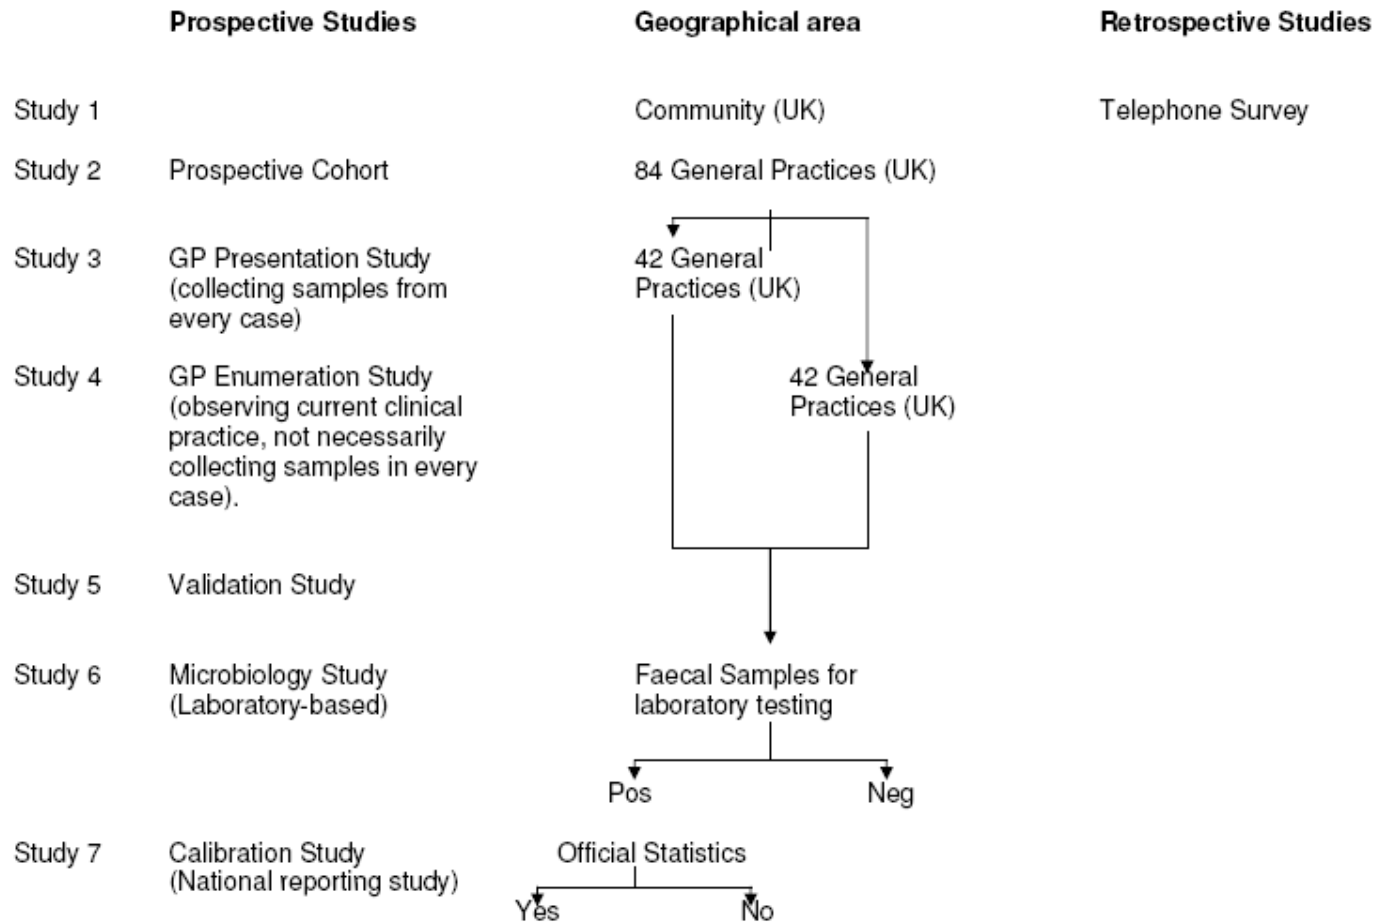 Prospective Studies Geographical area Retrospective Studies
Study 1 Community (UK) Telephone Survey
Study 2 Prospective Cohort 84 General Practices (UK)
Study 3 GP Presentation Study 42 General
(collecting samples from Practices (UK)
every case)
Study 4 GP Enumeration Study 42 General
(observing current clinical Practices (UK)
practice, not necessarily
collecting samples in every
case).
Study 5 Validation Study
Study 6 Microbiology Study Faecal Samples for
(Laboratory-based) laboratory testing
Pos Neg
Study 7 Calibration Study Official Statistics
(National reporting study)
Yes No